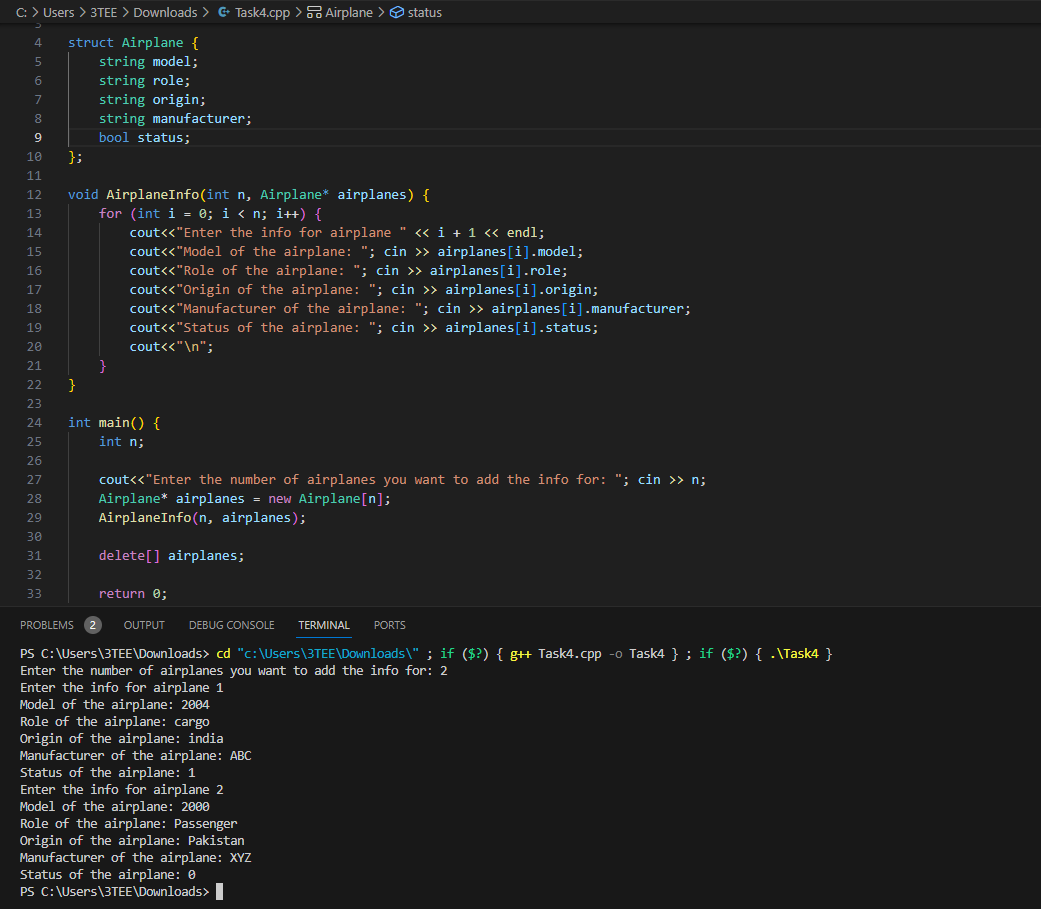 C: > Users > 3TEE > Downloads > Task4.cpp > Airplane > status
3
4 struct Airplane {
5     string model;
6     string role;
7     string origin;
8     string manufacturer;
9     bool status;
10 };
11
12 void AirplaneInfo(int n, Airplane* airplanes) {
13     for (int i = 0; i < n; i++) {
14         cout<<"Enter the info for airplane " << i + 1 << endl;
15         cout<<"Model of the airplane: "; cin >> airplanes[i].model;
16         cout<<"Role of the airplane: "; cin >> airplanes[i].role;
17         cout<<"Origin of the airplane: "; cin >> airplanes[i].origin;
18         cout<<"Manufacturer of the airplane: "; cin >> airplanes[i].manufacturer;
19         cout<<"Status of the airplane: "; cin >> airplanes[i].status;
20         cout<<"\n";
21     }
22 }
23
24 int main() {
25     int n;
26
27     cout<<"Enter the number of airplanes you want to add the info for: "; cin >> n;
28     Airplane* airplanes = new Airplane[n];
29     AirplaneInfo(n, airplanes);
30
31     delete[] airplanes;
32
33     return 0;
PROBLEMS 2 OUTPUT DEBUG CONSOLE TERMINAL PORTS
PS C:\Users\3TEE\Downloads> cd "c:\Users\3TEE\Downloads\" ; if ($?) { g++ Task4.cpp -o Task4 } ; if ($?) { .\Task4 }
Enter the number of airplanes you want to add the info for: 2
Enter the info for airplane 1
Model of the airplane: 2004
Role of the airplane: cargo
Origin of the airplane: india
Manufacturer of the airplane: ABC
Status of the airplane: 1
Enter the info for airplane 2
Model of the airplane: 2000
Role of the airplane: Passenger
Origin of the airplane: Pakistan
Manufacturer of the airplane: XYZ
Status of the airplane: 0
PS C:\Users\3TEE\Downloads>